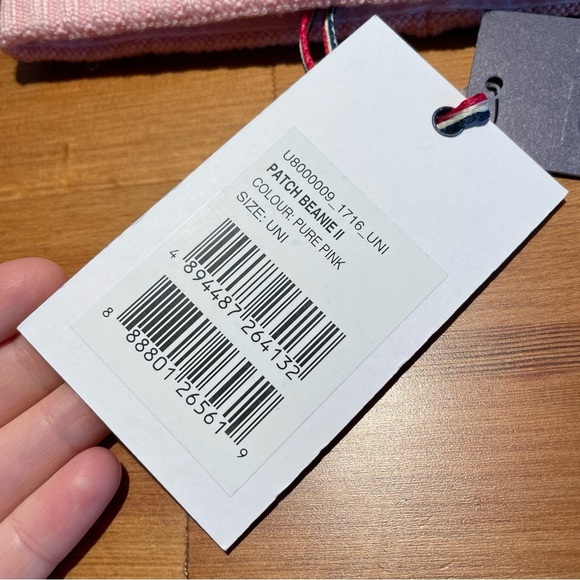 U8000009_1716_UNI
PATCH BEANIE II
COLOUR: PURE PINK
SIZE: UNI
4 894487 264132
8 88801 26561 9